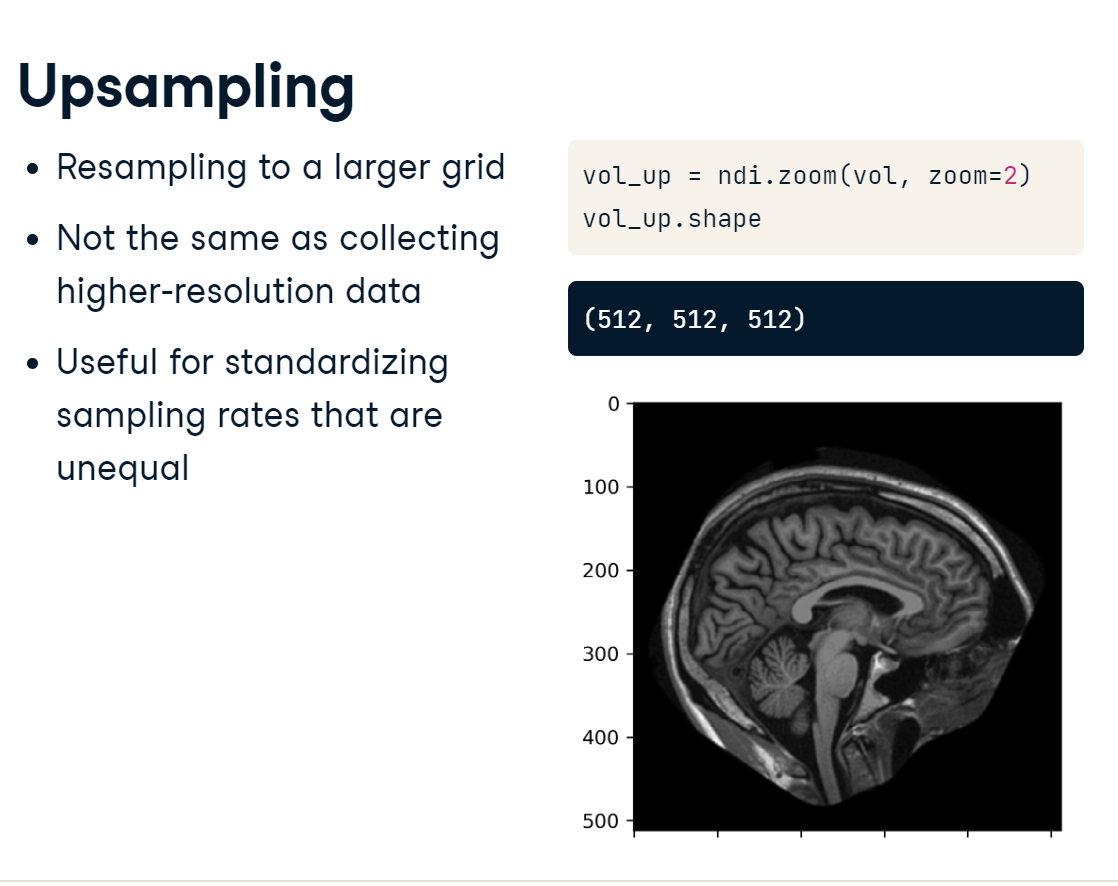 Upsampling
• Resampling to a larger grid
• Not the same as collecting
higher-resolution data
• Useful for standardizing
sampling rates that are
unequal
vol_up = ndi.zoom(vol, zoom=2)
vol_up.shape
(512, 512, 512)
0
100
200
300
400
500